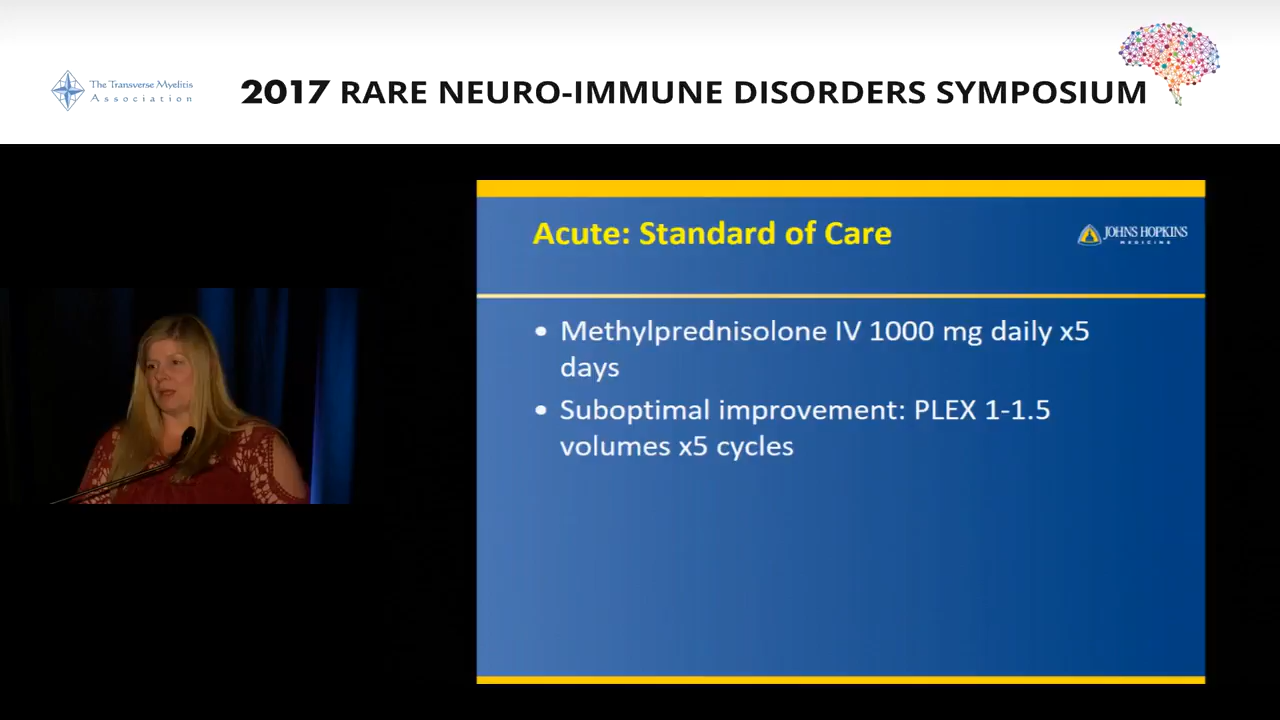 The Transverse Myelitis
Association
2017 RARE NEURO-IMMUNE DISORDERS SYMPOSIUM
Acute: Standard of Care
JOHNS HOPKINS
MEDICINE
• Methylprednisolone IV 1000 mg daily x5
days
• Suboptimal improvement: PLEX 1-1.5
volumes x5 cycles